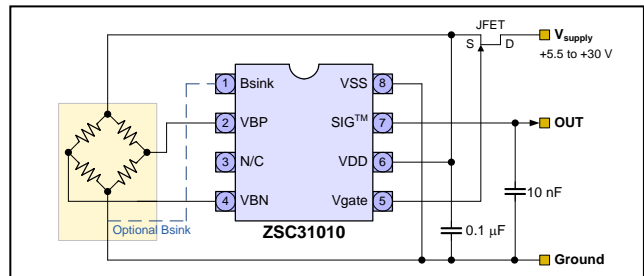 JFET
S
D
Vsupply
+5.5 to +30 V
1
Bsink
VSS
8
2
VBP
SIG™
7
OUT
3
N/C
VDD
6
4
VBN
Vgate
5
10 nF
Optional Bsink
ZSC31010
0.1 µF
Ground